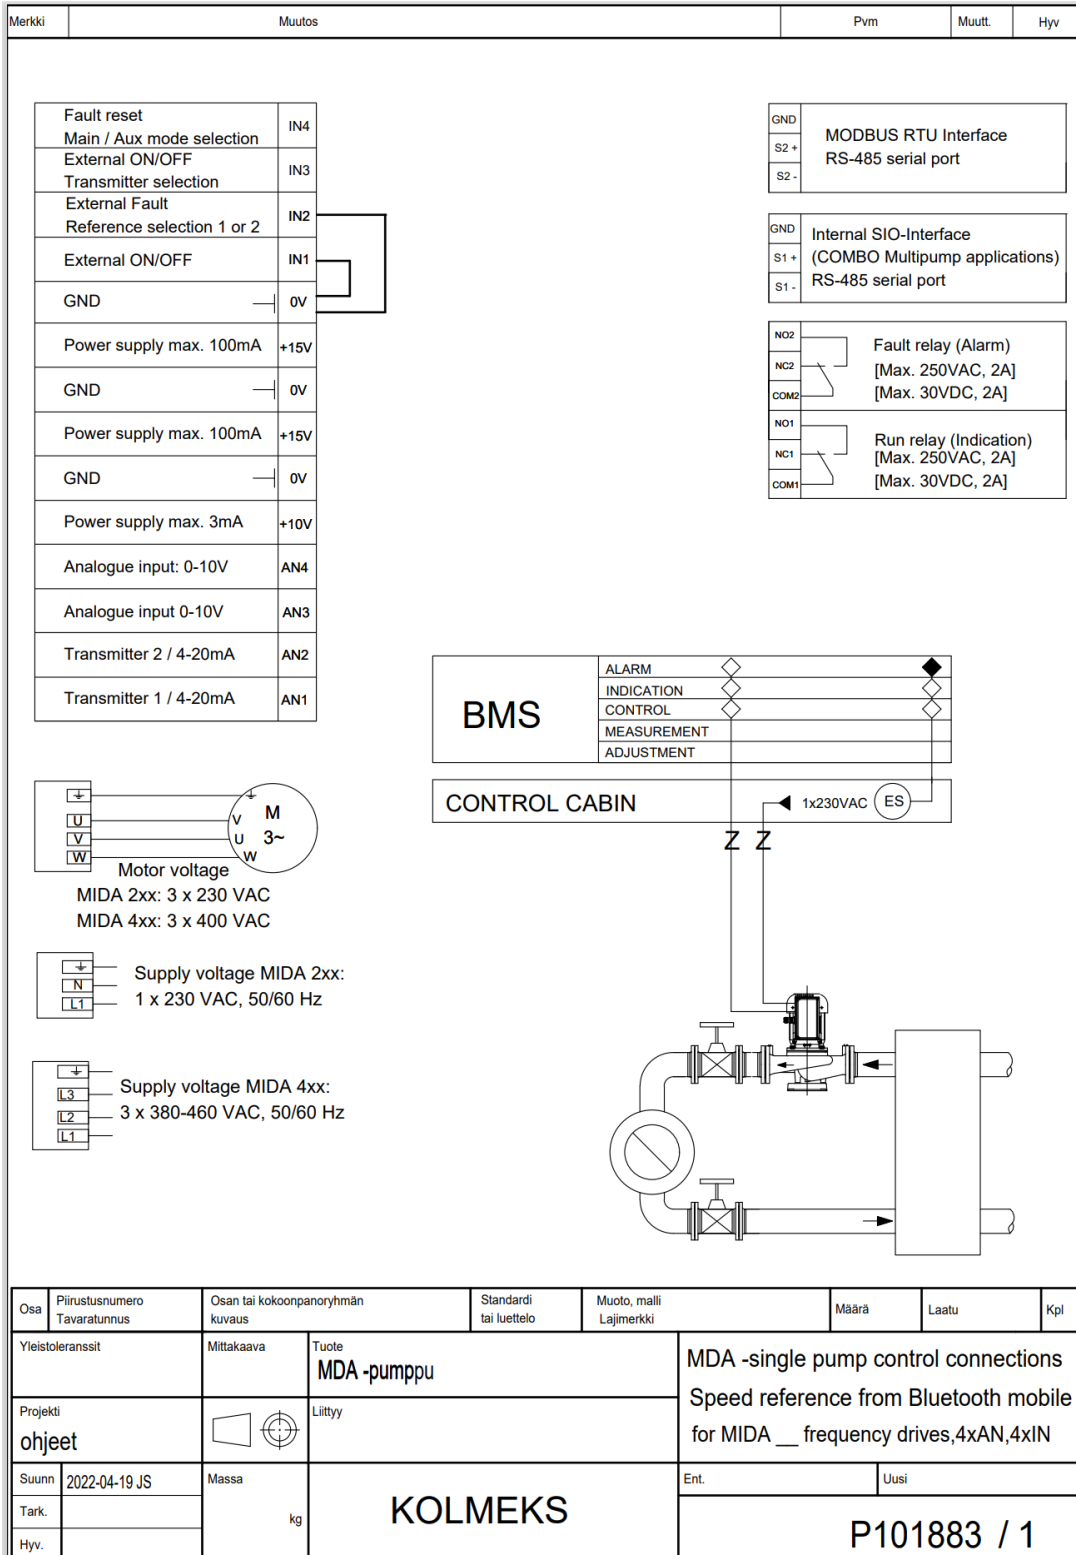 Merkki Muutos Pvm Muutt. Hyv
Fault reset
Main / Aux mode selection IN4
External ON/OFF
Transmitter selection IN3
External Fault
Reference selection 1 or 2 IN2
External ON/OFF IN1
GND 0V
Power supply max. 100mA +15V
GND 0V
Power supply max. 100mA +15V
GND 0V
Power supply max. 3mA +10V
Analogue input: 0-10V AN4
Analogue input 0-10V AN3
Transmitter 2 / 4-20mA AN2
Transmitter 1 / 4-20mA AN1
GND
S2 +
S2 -
MODBUS RTU Interface
RS-485 serial port
GND
S1 +
S1 -
Internal SIO-Interface
(COMBO Multipump applications)
RS-485 serial port
NO2
NC2
COM2
Fault relay (Alarm)
[Max. 250VAC, 2A]
[Max. 30VDC, 2A]
NO1
NC1
COM1
Run relay (Indication)
[Max. 250VAC, 2A]
[Max. 30VDC, 2A]
BMS
ALARM
INDICATION
CONTROL
MEASUREMENT
ADJUSTMENT
CONTROL CABIN 1x230VAC ES
Z Z
U
V
W
V
U
W
M
3~
Motor voltage
MIDA 2xx: 3 x 230 VAC
MIDA 4xx: 3 x 400 VAC
N
L1
Supply voltage MIDA 2xx:
1 x 230 VAC, 50/60 Hz
L3
L2
L1
Supply voltage MIDA 4xx:
3 x 380-460 VAC, 50/60 Hz
Osa
Piirustusnumero
Tavaratunnus
Osan tai kokoonpanoryhmän
kuvaus
Standardi
tai luettelo
Muoto, malli
Lajimerkki
Määrä
Laatu
Kpl
Yleistoleranssit
Mittakaava
Tuote
MDA -pumppu
MDA -single pump control connections
Speed reference from Bluetooth mobile
for MIDA __ frequency drives,4xAN,4xIN
Projekti
ohjeet
Liittyy
Suunn 2022-04-19 JS
Tark.
Hyv.
Massa
kg
KOLMEKS
Ent.
Uusi
P101883 / 1